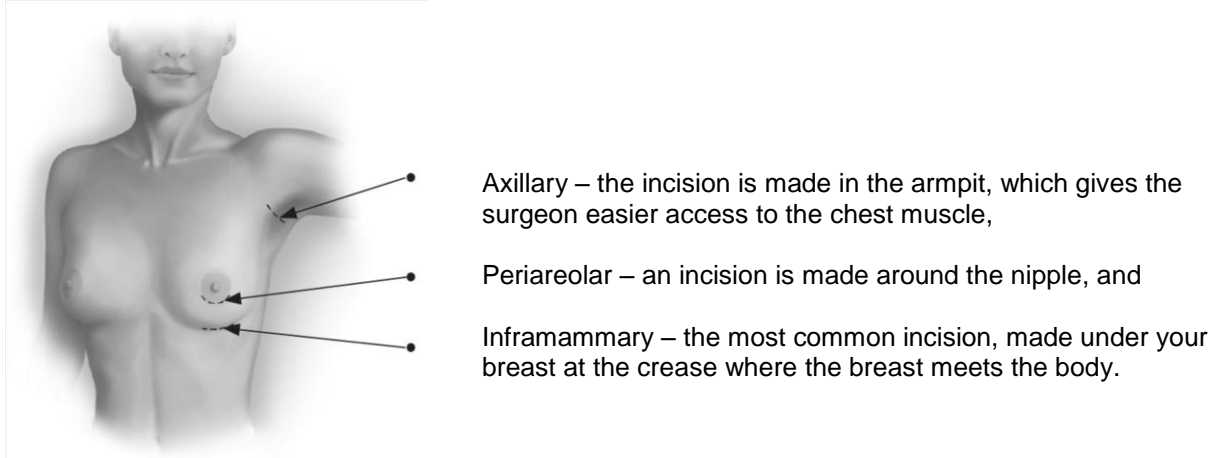 Axillary – the incision is made in the armpit, which gives the
surgeon easier access to the chest muscle,
Periareolar – an incision is made around the nipple, and
Inframammary – the most common incision, made under your
breast at the crease where the breast meets the body.